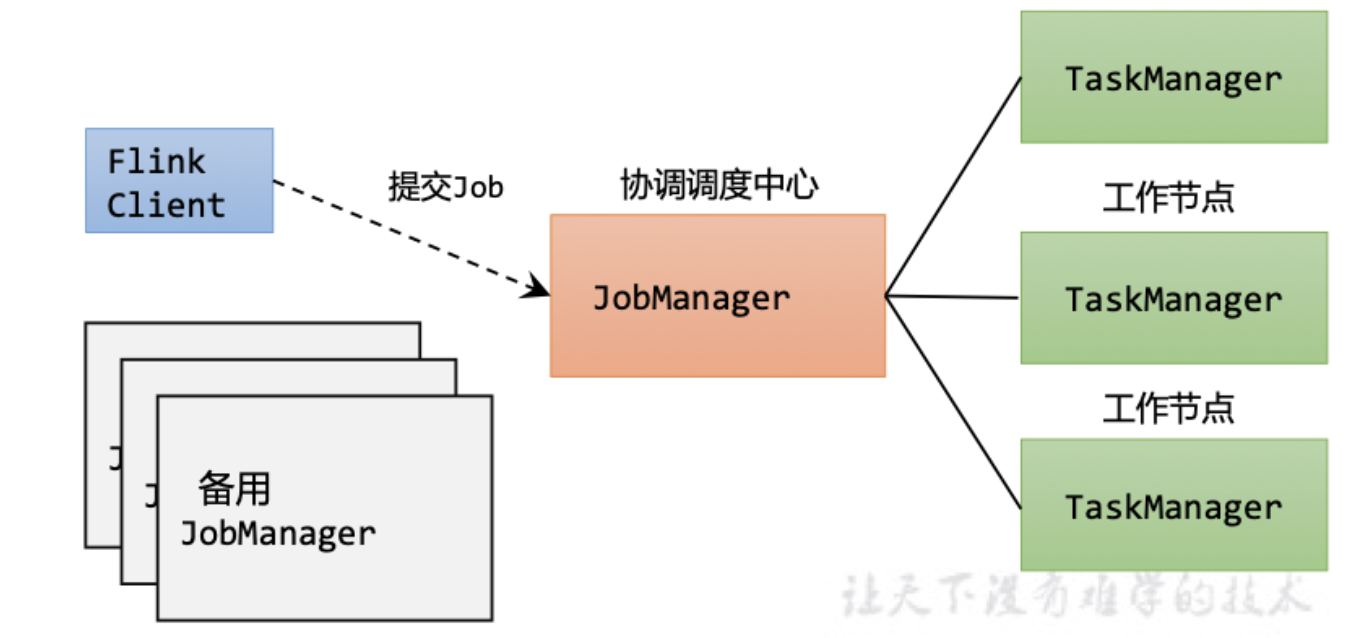 Flink
Client
提交Job
协调调度中心
JobManager
TaskManager
工作节点
TaskManager
工作节点
TaskManager
J
J
备用
JobManager
让天下没有难学的技术